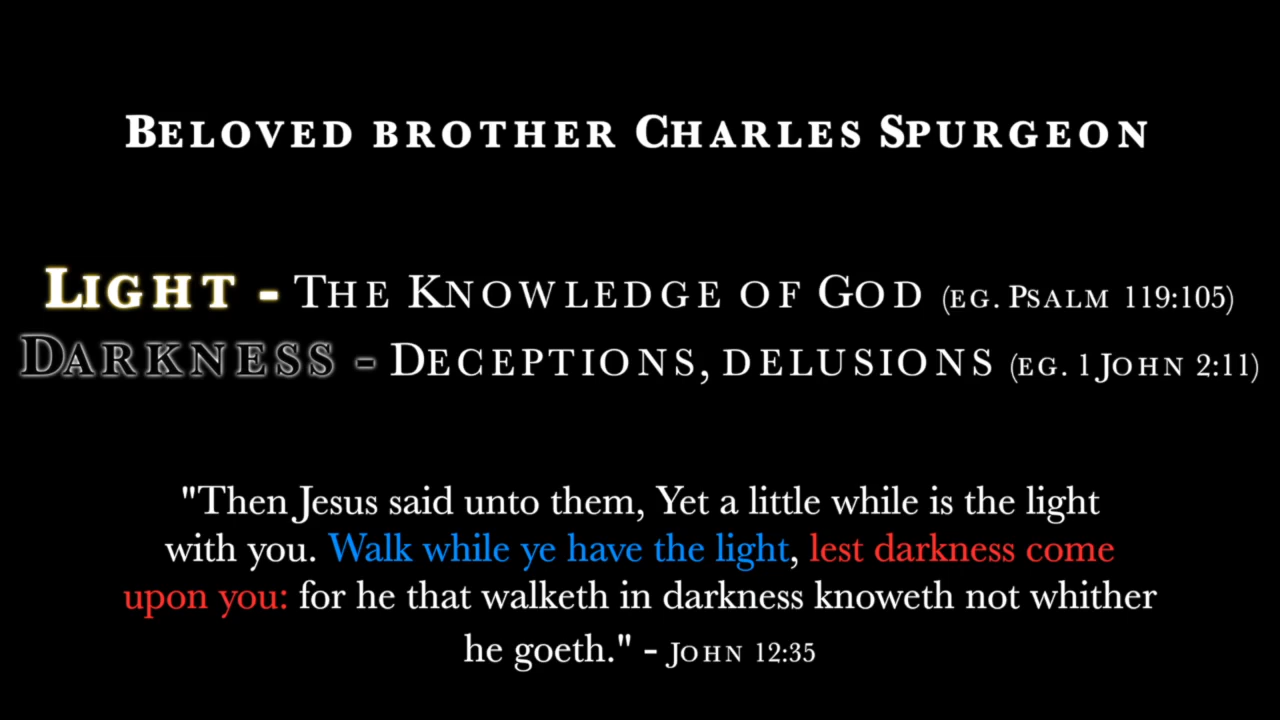 Beloved brother Charles Spurgeon
Light - The Knowledge of God (eg. Psalm 119:105)
Darkness - Deceptions, delusions (eg. 1 John 2:11)
"Then Jesus said unto them, Yet a little while is the light
with you. Walk while ye have the light, lest darkness come
upon you: for he that walketh in darkness knoweth not whither
he goeth." - John 12:35